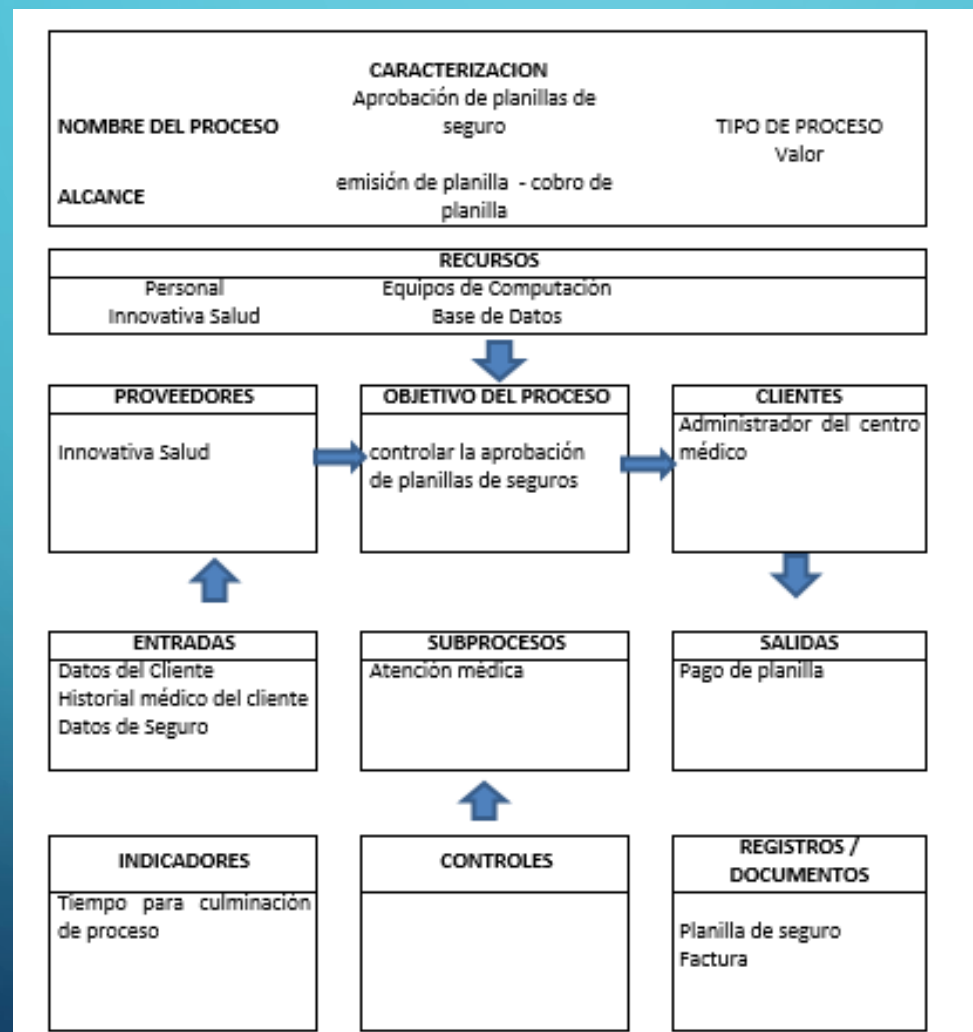 CARACTERIZACION
NOMBRE DEL PROCESO
Aprobación de planillas de
seguro
TIPO DE PROCESO
Valor
ALCANCE
emisión de planilla - cobro de
planilla
RECURSOS
Personal
Innovativa Salud
Equipos de Computación
Base de Datos
PROVEEDORES
Innovativa Salud
OBJETIVO DEL PROCESO
controlar la aprobación
de planillas de seguros
CLIENTES
Administrador del centro
médico
ENTRADAS
Datos del Cliente
Historial médico del cliente
Datos de Seguro
SUBPROCESOS
Atención médica
SALIDAS
Pago de planilla
INDICADORES
Tiempo para culminación
de proceso
CONTROLES
REGISTROS /
DOCUMENTOS
Planilla de seguro
Factura